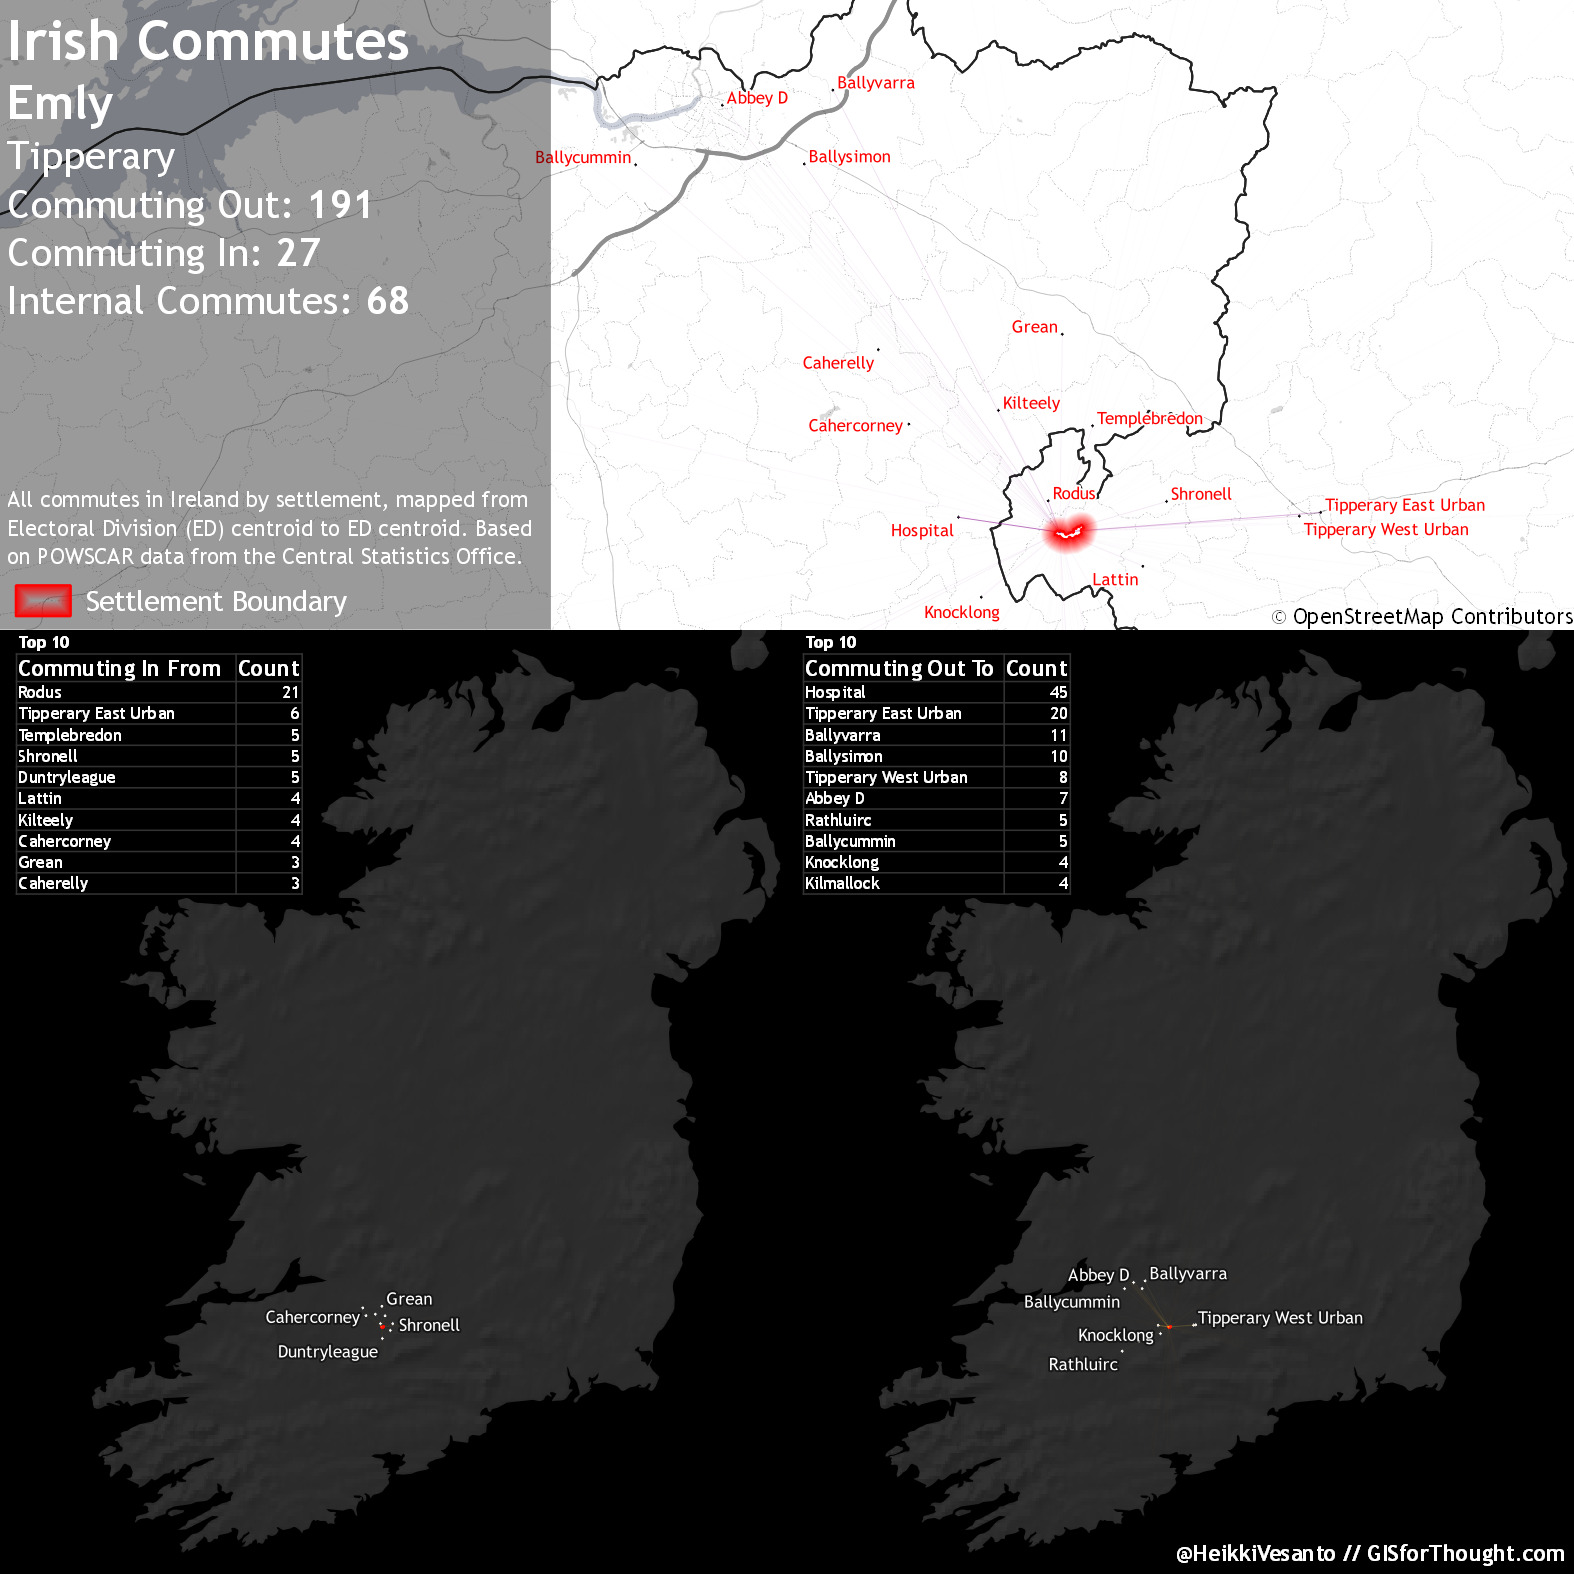 Irish Commutes
Emly
Tipperary
Commuting Out: 191
Commuting In: 27
Internal Commutes: 68
All commutes in Ireland by settlement, mapped from
Electoral Division (ED) centroid to ED centroid. Based
on POWSCAR data from the Central Statistics Office.
Settlement Boundary
Ballyvarra
Abbey D
Ballycummin
Ballysimon
Grean
Caherelly
Kilteely
Templebredon
Cahercorney
Rodus
Shronell
Tipperary East Urban
Hospital
Tipperary West Urban
Lattin
Knocklong
© OpenStreetMap Contributors
Top 10
Commuting In From Count
Rodus 21
Tipperary East Urban 6
Templebredon 5
Shronell 5
Duntryleague 5
Lattin 4
Kilteely 4
Cahercorney 4
Grean 3
Caherelly 3
Top 10
Commuting Out To Count
Hospital 45
Tipperary East Urban 20
Ballyvarra 11
Ballysimon 10
Tipperary West Urban 8
Abbey D 7
Rathluirc 5
Ballycummin 5
Knocklong 4
Kilmallock 4
Grean
Cahercorney
Shronell
Duntryleague
Abbey D
Ballyvarra
Ballycummin
Tipperary West Urban
Knocklong
Rathluirc
@HeikkiVesanto // GISforThought.com